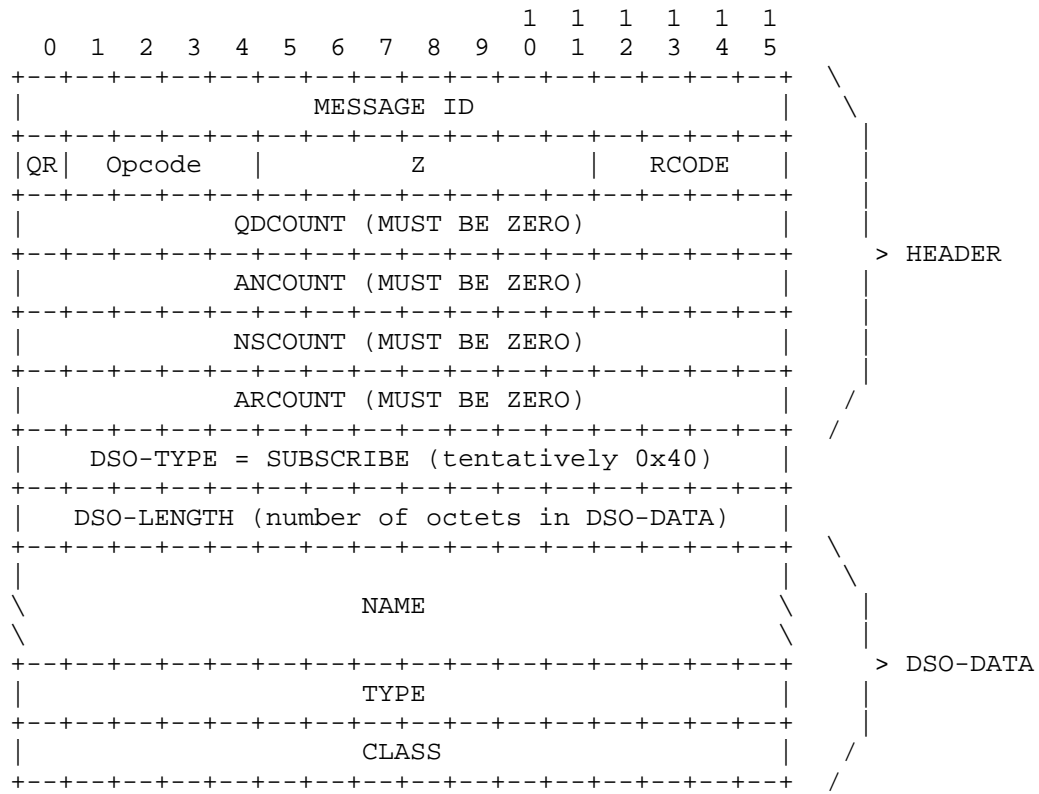 1  1  1  1  1  1
  0  1  2  3  4  5  6  7  8  9  0  1  2  3  4  5
+--+--+--+--+--+--+--+--+--+--+--+--+--+--+--+--+  \
|                  MESSAGE ID                   |   \
+--+--+--+--+--+--+--+--+--+--+--+--+--+--+--+--+    |
|QR|  Opcode   |         Z          |   RCODE   |    |
+--+--+--+--+--+--+--+--+--+--+--+--+--+--+--+--+    |
|             QDCOUNT (MUST BE ZERO)            |    |
+--+--+--+--+--+--+--+--+--+--+--+--+--+--+--+--+     > HEADER
|             ANCOUNT (MUST BE ZERO)            |    |
+--+--+--+--+--+--+--+--+--+--+--+--+--+--+--+--+    |
|             NSCOUNT (MUST BE ZERO)            |    |
+--+--+--+--+--+--+--+--+--+--+--+--+--+--+--+--+    |
|             ARCOUNT (MUST BE ZERO)            |   /
+--+--+--+--+--+--+--+--+--+--+--+--+--+--+--+--+  /
|    DSO-TYPE = SUBSCRIBE (tentatively 0x40)    |
+--+--+--+--+--+--+--+--+--+--+--+--+--+--+--+--+
|   DSO-LENGTH (number of octets in DSO-DATA)   |
+--+--+--+--+--+--+--+--+--+--+--+--+--+--+--+--+  \
|                                               |   \
\                     NAME                      \    |
\                                               \    |
+--+--+--+--+--+--+--+--+--+--+--+--+--+--+--+--+     > DSO-DATA
|                     TYPE                      |    |
+--+--+--+--+--+--+--+--+--+--+--+--+--+--+--+--+    |
|                     CLASS                     |   /
+--+--+--+--+--+--+--+--+--+--+--+--+--+--+--+--+  /